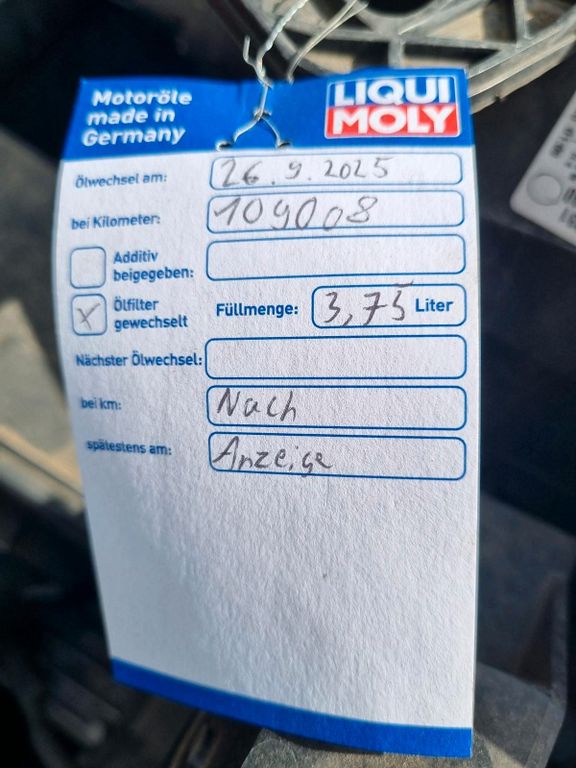 Motoröle
made in
Germany
LIQUI
MOLY
Ölwechsel am: 26.9.2025
bei Kilometer: 109008
Additiv
beigegeben:
X Ölfilter
gewechselt
Füllmenge: 3,75 Liter
Nächster Ölwechsel:
bei km: Nach
spätestens am: Anzeige